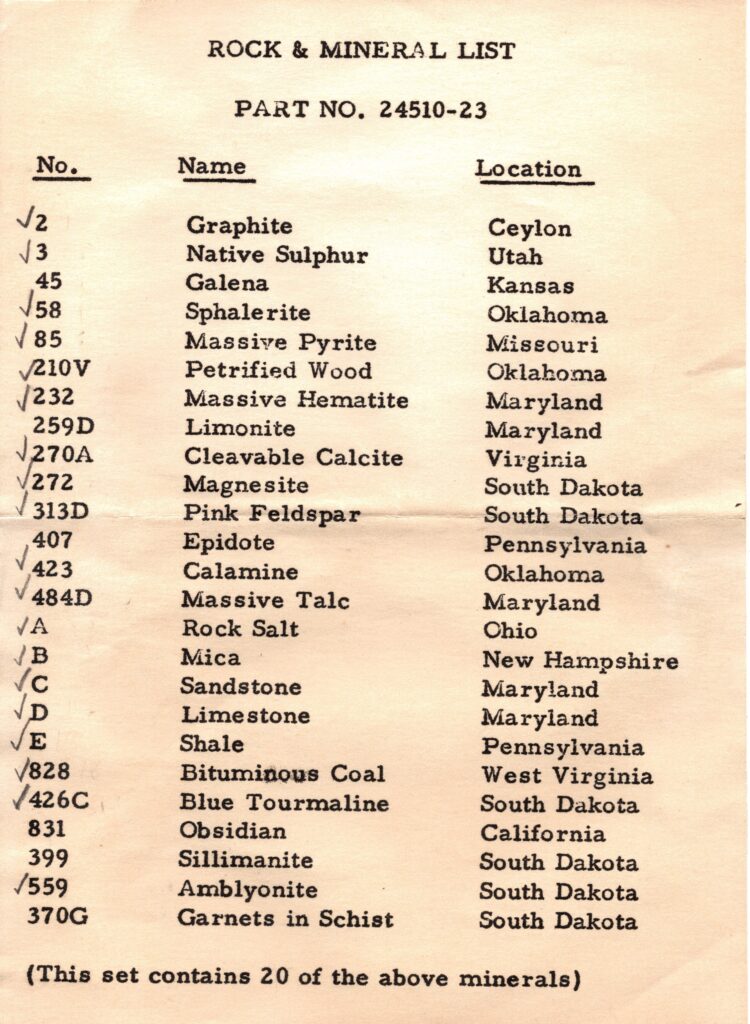 ROCK & MINERAL LIST
PART NO. 24510-23
No. Name Location
2 Graphite Ceylon
3 Native Sulphur Utah
45 Galena Kansas
58 Sphalerite Oklahoma
85 Massive Pyrite Missouri
210V Petrified Wood Oklahoma
232 Massive Hematite Maryland
259D Limonite Maryland
270A Cleavable Calcite Virginia
272 Magnesite South Dakota
313D Pink Feldspar South Dakota
407 Epidote Pennsylvania
423 Calamine Oklahoma
484D Massive Talc Maryland
A Rock Salt Ohio
B Mica New Hampshire
C Sandstone Maryland
D Limestone Maryland
E Shale Pennsylvania
828 Bituminous Coal West Virginia
426C Blue Tourmaline South Dakota
831 Obsidian California
399 Sillimanite South Dakota
559 Amblyonite South Dakota
370G Garnets in Schist South Dakota
(This set contains 20 of the above minerals)